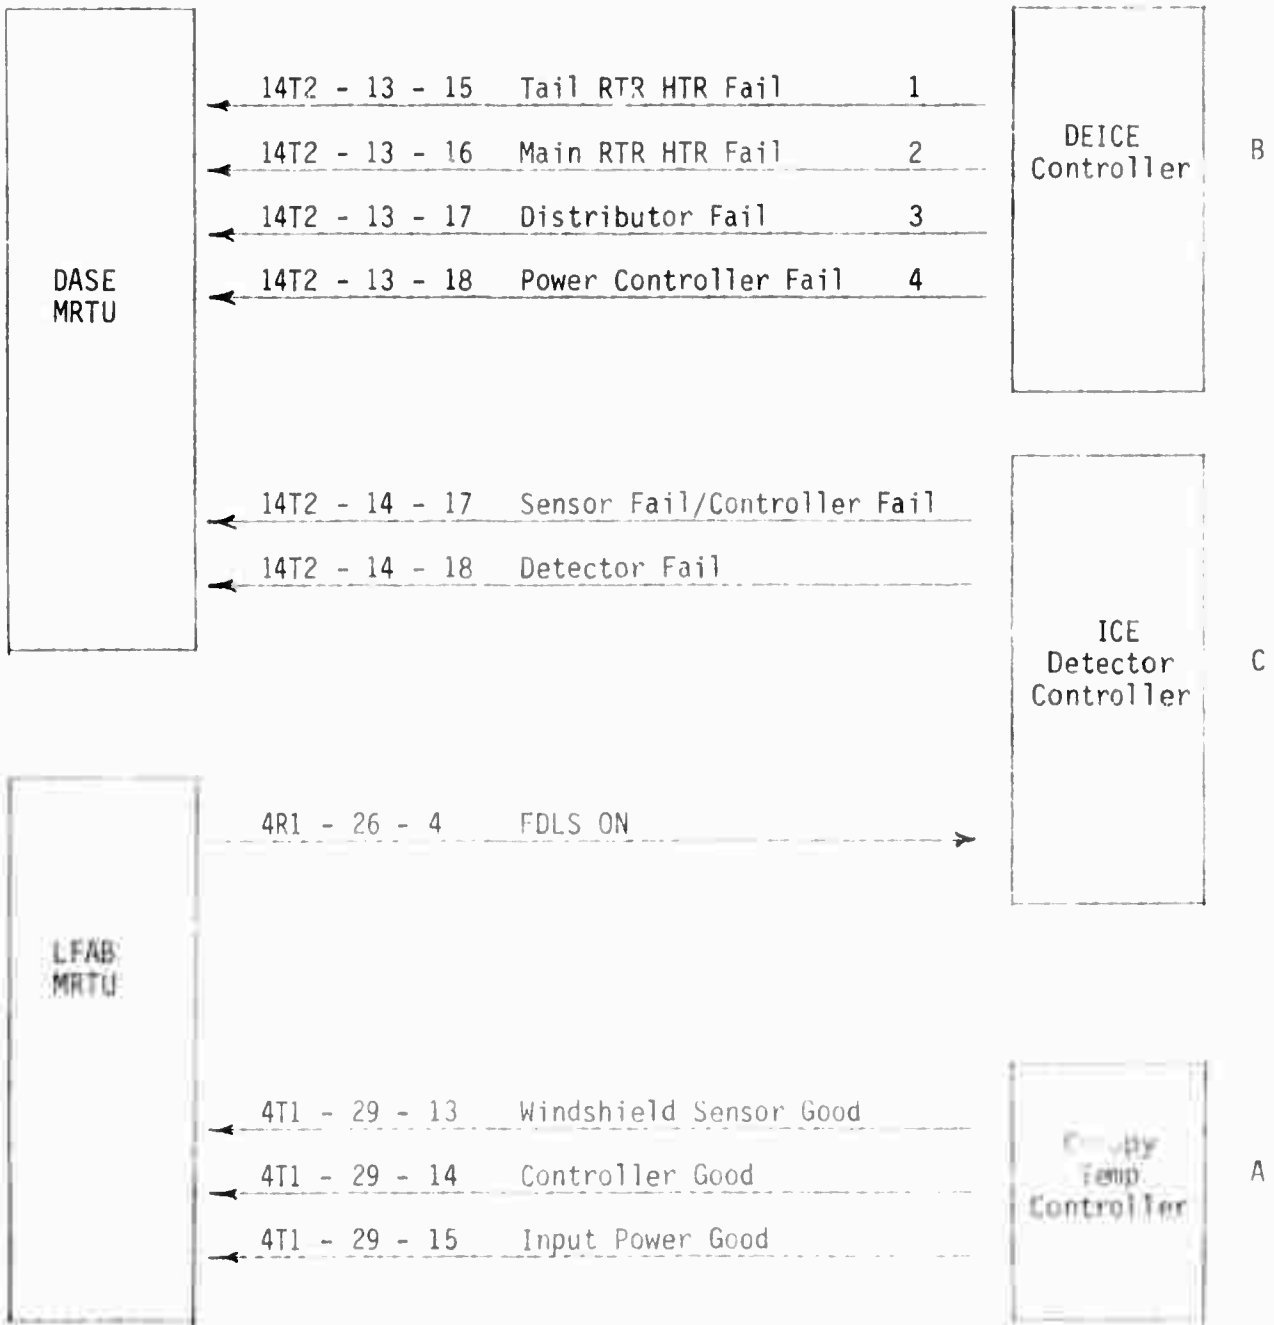 14T2 - 13 - 15 Tail RTR HTR Fail 1
14T2 - 13 - 16 Main RTR HTR Fail 2
14T2 - 13 - 17 Distributor Fail 3
14T2 - 13 - 18 Power Controller Fail 4
DEICE
Controller
B
DASE
MRTU
14T2 - 14 - 17 Sensor Fail/Controller Fail
14T2 - 14 - 18 Detector Fail
ICE
Detector
Controller
C
4R1 - 26 - 4 FDLS ON
LFAB
MRTU
4T1 - 29 - 13 Windshield Sensor Good
4T1 - 29 - 14 Controller Good
4T1 - 29 - 15 Input Power Good
Temp
Controller
A